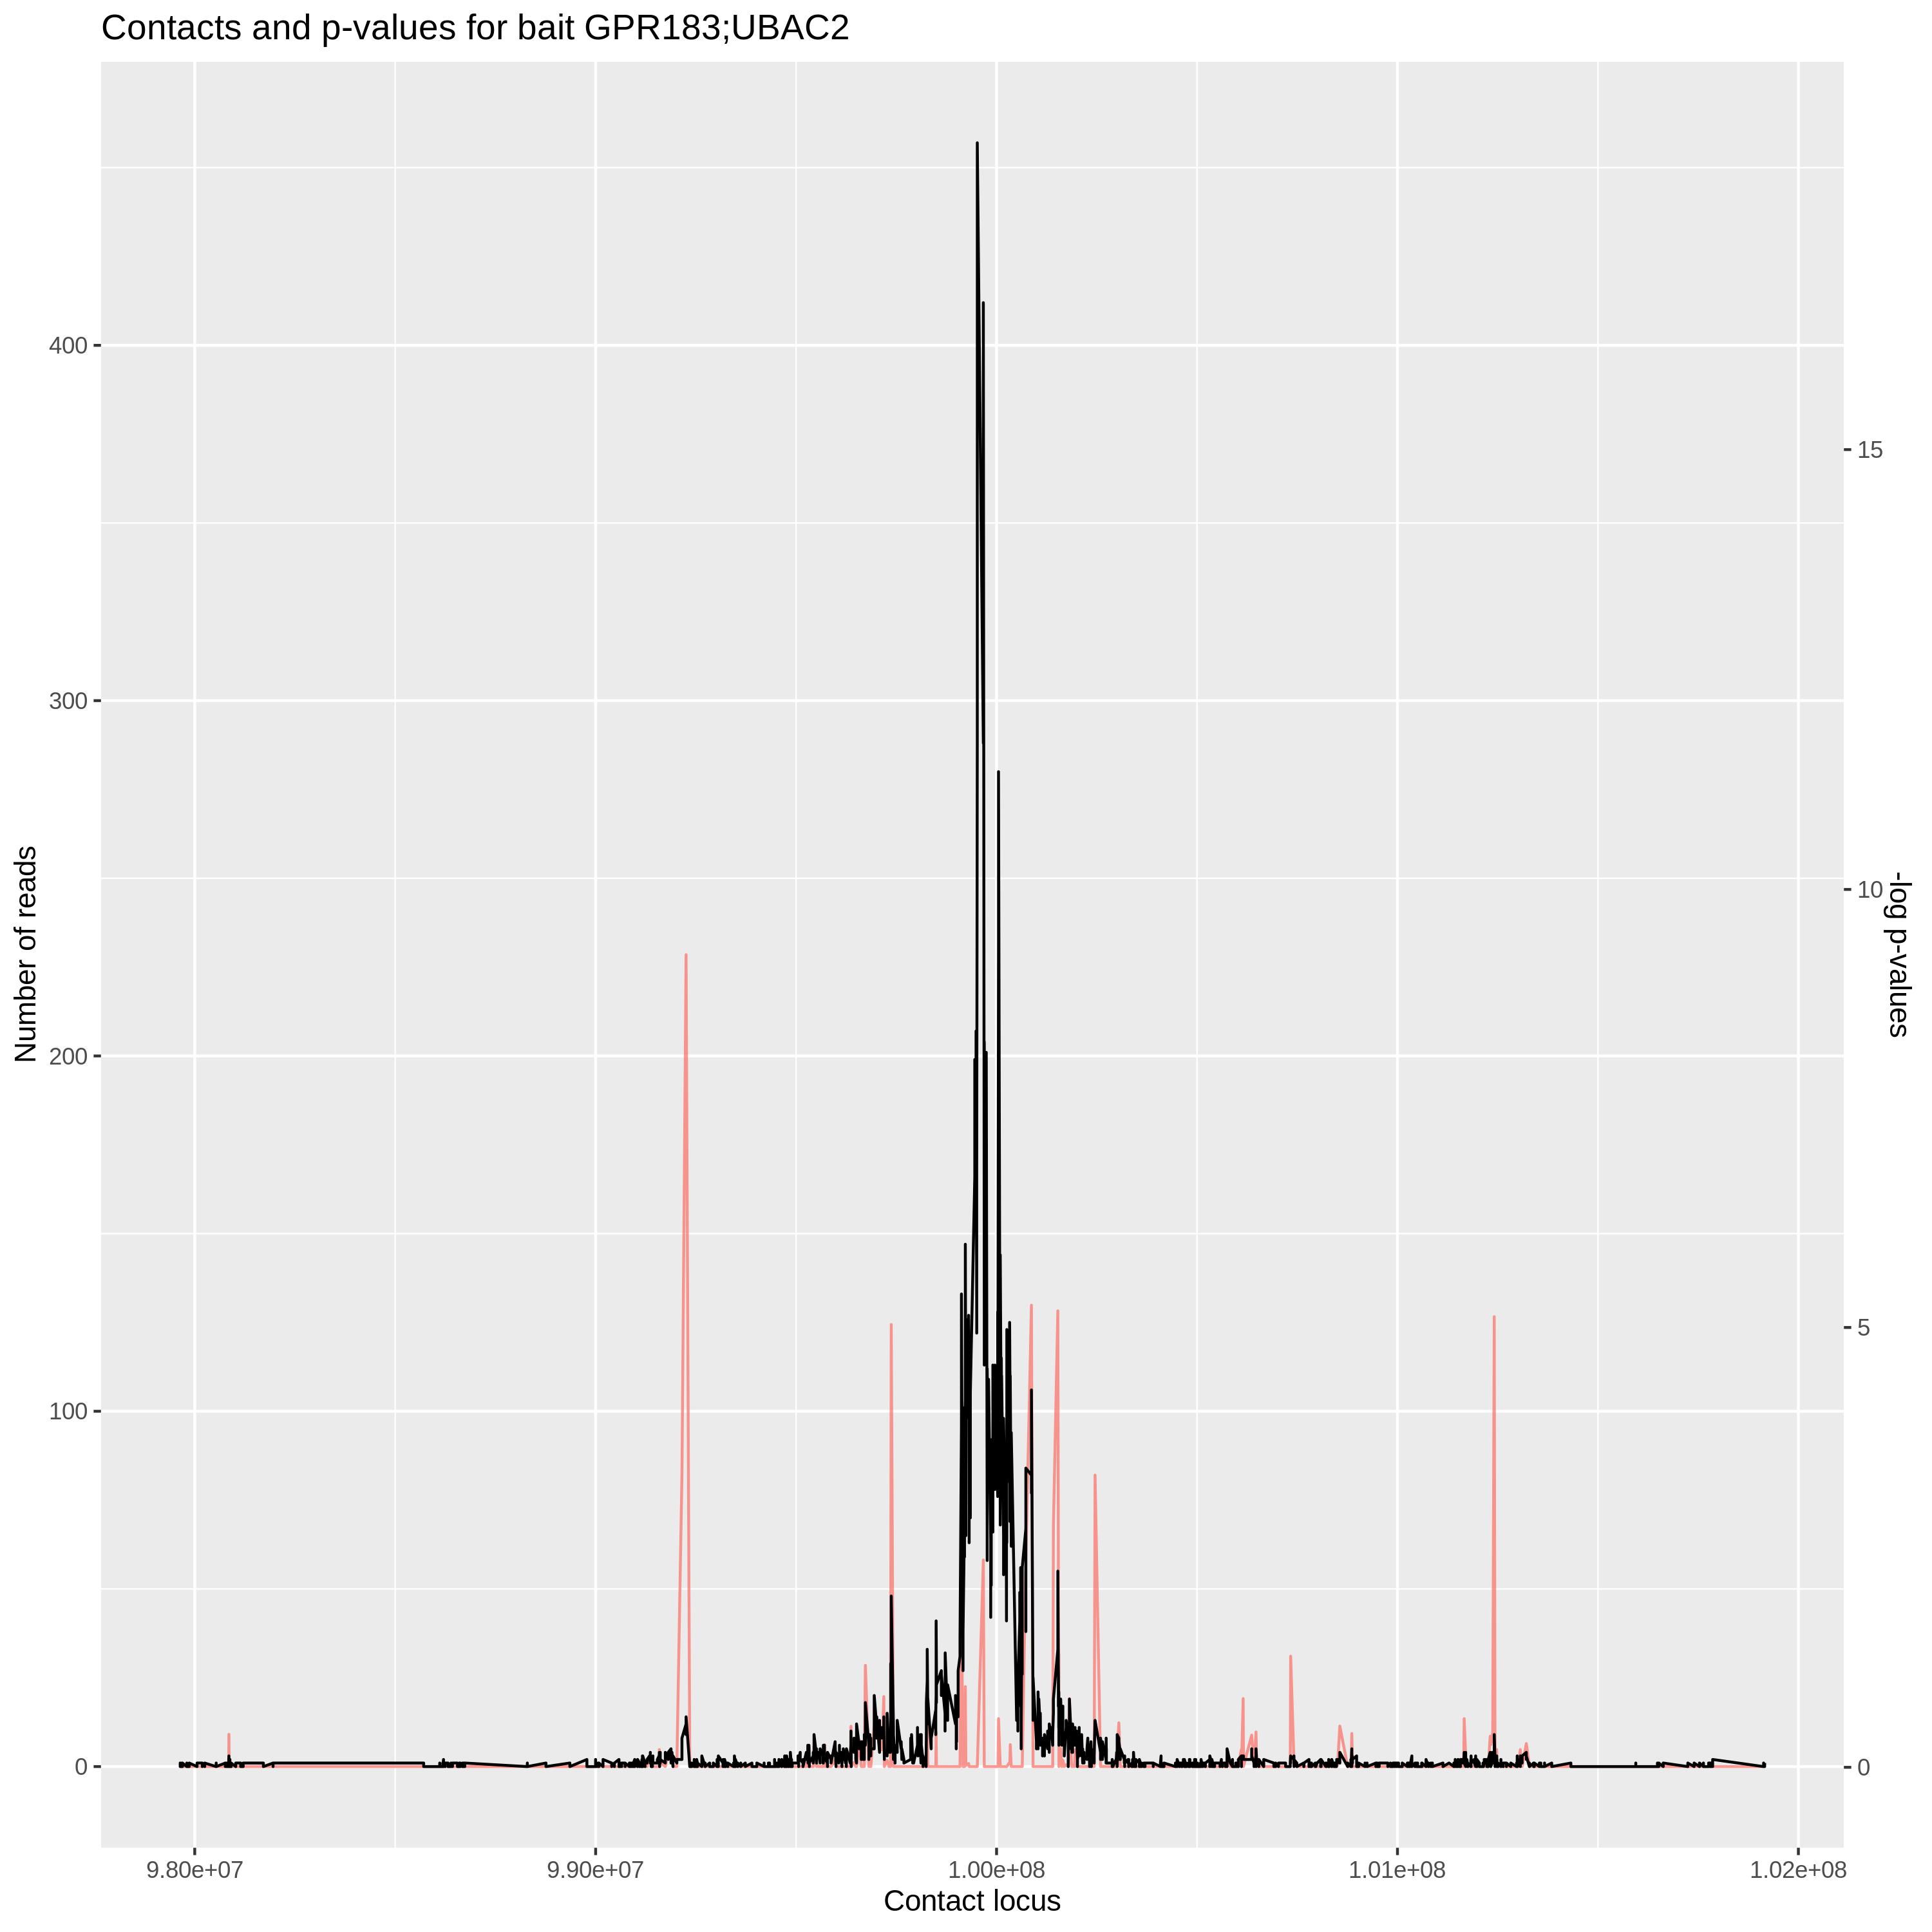 Contacts and p-values for bait GPR183;UBAC2
400
300
200
100
0
Number of reads
15
10
5
0
-log p-values
9.80e+07
9.90e+07
1.00e+08
1.01e+08
1.02e+08
Contact locus